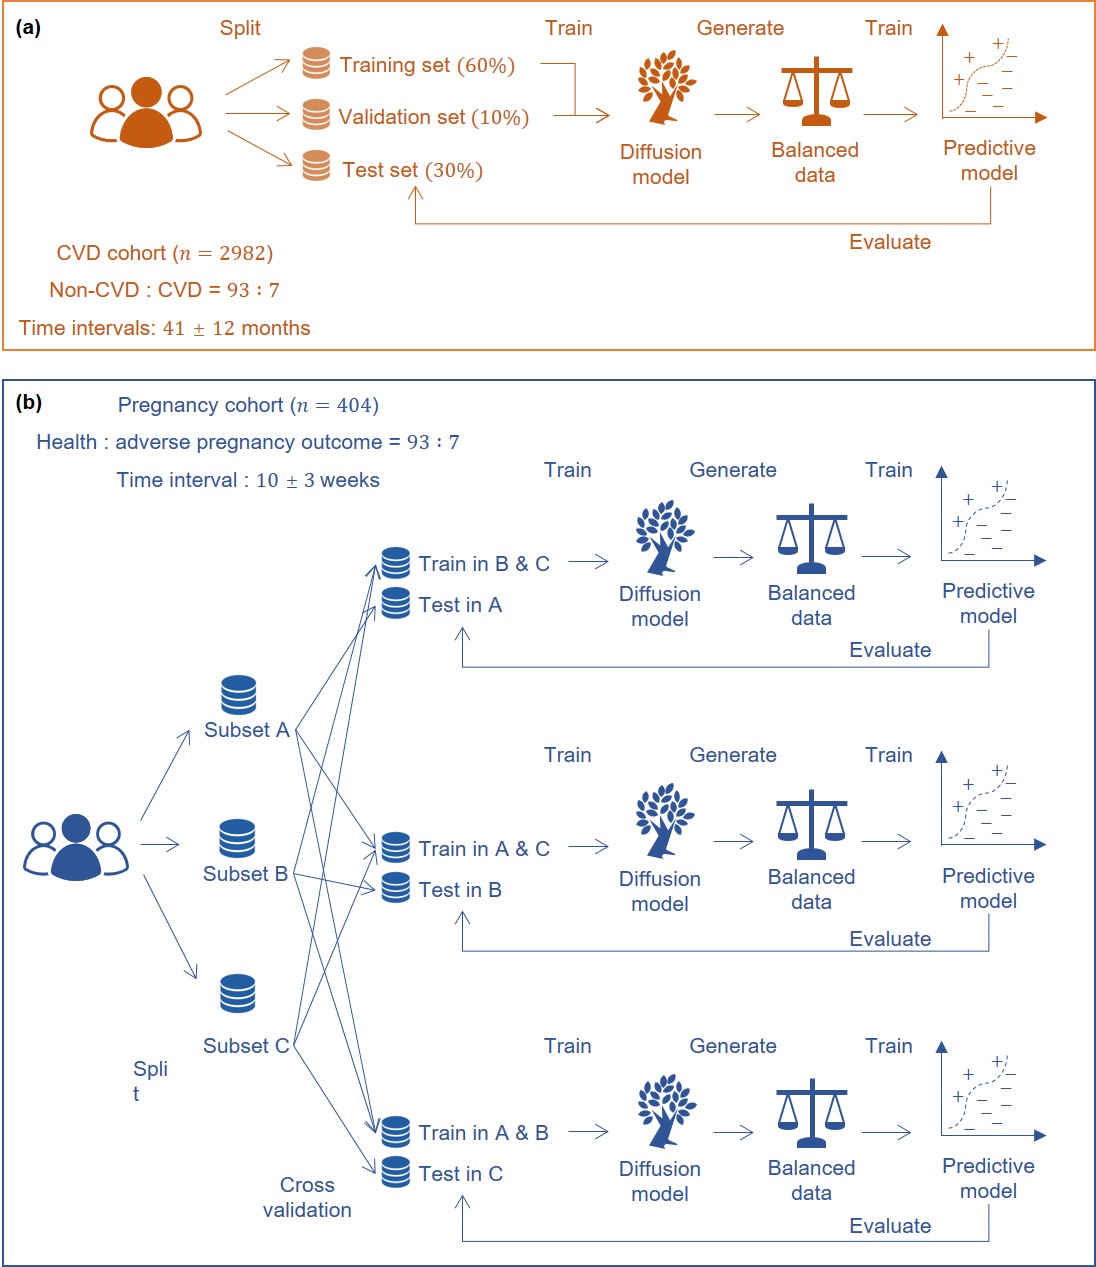 (a)
Split
Train
Generate
Train
Training set (60%)
Validation set (10%)
Test set (30%)
Diffusion
model
Balanced
data
Predictive
model
Evaluate
CVD cohort (n = 2982)
Non-CVD : CVD = 93 : 7
Time intervals: 41 ± 12 months
(b)
Pregnancy cohort (n = 404)
Health : adverse pregnancy outcome = 93 : 7
Time interval : 10 ± 3 weeks
Train
Generate
Train
Train in B & C
Test in A
Diffusion
model
Balanced
data
Predictive
model
Evaluate
Subset A
Subset B
Subset C
Spli
t
Cross
validation
Train
Generate
Train
Train in A & C
Test in B
Diffusion
model
Balanced
data
Predictive
model
Evaluate
Train
Generate
Train
Train in A & B
Test in C
Diffusion
model
Balanced
data
Predictive
model
Evaluate